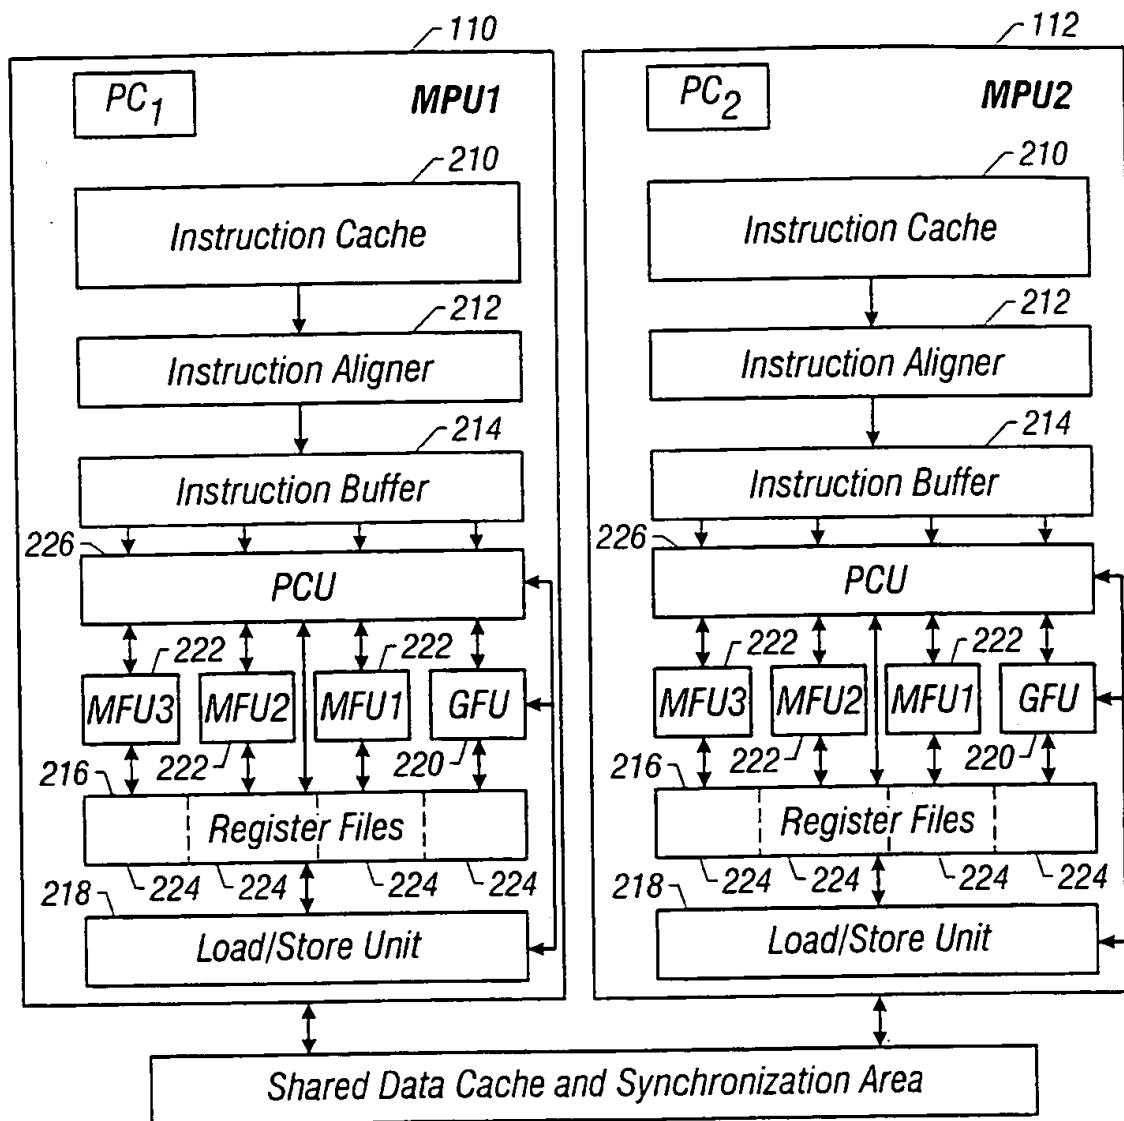 110
PC1
MPU1
210
Instruction Cache
212
Instruction Aligner
214
Instruction Buffer
226
PCU
222
222
MFU3
MFU2
MFU1
GFU
222
220
216
Register Files
224
224
224
224
218
Load/Store Unit
112
PC2
MPU2
210
Instruction Cache
212
Instruction Aligner
214
Instruction Buffer
226
PCU
222
222
MFU3
MFU2
MFU1
GFU
222
220
216
Register Files
224
224
224
224
218
Load/Store Unit
Shared Data Cache and Synchronization Area